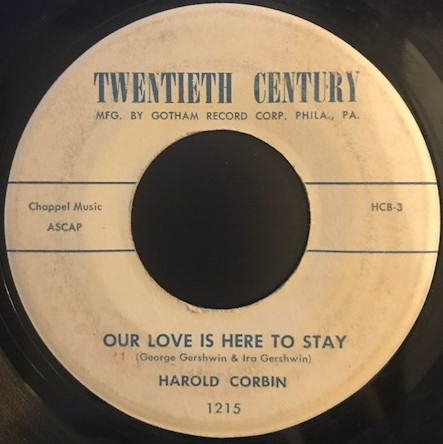 TWENTIETH CENTURY
MFG. BY GOTHAM RECORD CORP. PHILA., PA.
Chappel Music
ASCAP
HCB-3
OUR LOVE IS HERE TO STAY
(George Gershwin & Ira Gershwin)
HAROLD CORBIN
1215